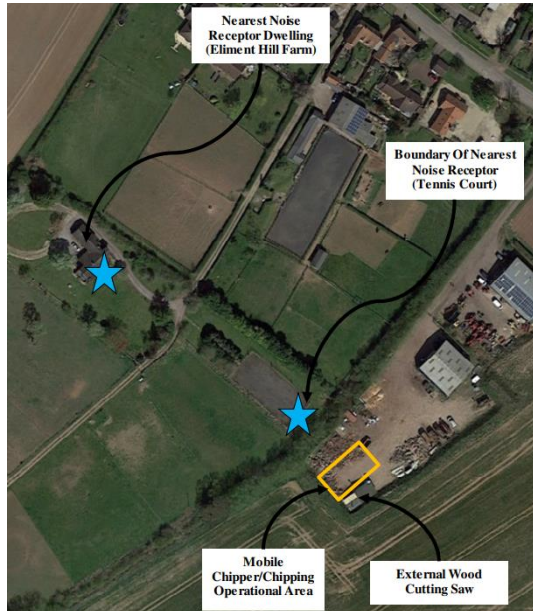 Nearest Noise
Receptor Dwelling
(Eliment Hill Farm)
Boundary Of Nearest
Noise Receptor
(Tennis Court)
Mobile
Chipper/Chipping
Operational Area
External Wood
Cutting Saw